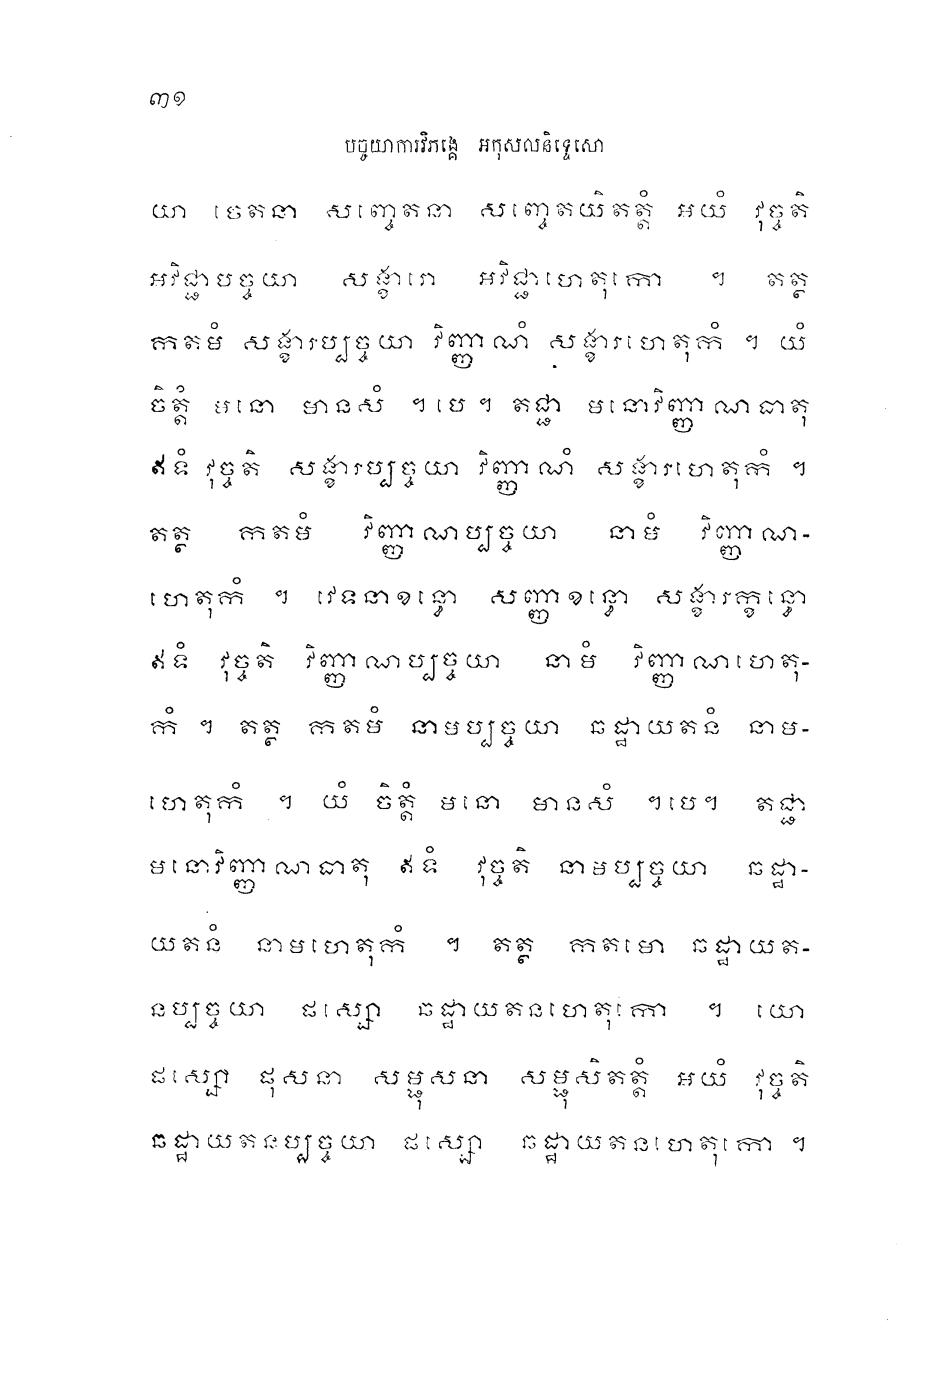 ៣១
បច្ចយាការវិភង្គេ អកុសលនិទ្ទេសោ
យា ចេតនា សញ្ចេតនា សញ្ចេតយិតត្តំ អយំ វុច្ចតិ
អវិជ្ជាបច្ចយា សង្ខារោ អវិជ្ជាហេតុកោ ។ តត្ថ
កតមំ សង្ខារប្បច្ចយា វិញ្ញាណំ សង្ខារហេតុកំ ។ យំ
ចិត្តំ មនោ មានសំ ។បេ។ តជ្ជា មនោវិញ្ញាណធាតុ
ឥទំ វុច្ចតិ សង្ខារប្បច្ចយា វិញ្ញាណំ សង្ខារហេតុកំ ។
តត្ថ កតមំ វិញ្ញាណប្បច្ចយា នាមំ វិញ្ញាណ-
ហេតុកំ ។ វេទនាខន្ធោ សញ្ញាខន្ធោ សង្ខារក្ខន្ធោ
ឥទំ វុច្ចតិ វិញ្ញាណប្បច្ចយា នាមំ វិញ្ញាណហេតុ-
កំ ។ តត្ថ កតមំ នាមប្បច្ចយា ឆដ្ឋាយតនំ នាម-
ហេតុកំ ។ យំ ចិត្តំ មនោ មានសំ ។បេ។ តជ្ជា
មនោវិញ្ញាណធាតុ ឥទំ វុច្ចតិ នាមប្បច្ចយា ឆដ្ឋា-
យតនំ នាមហេតុកំ ។ តត្ថ កតមោ ឆដ្ឋាយត-
នប្បច្ចយា ផស្សោ ឆដ្ឋាយតនហេតុកោ ។ យោ
ផស្សោ ផុសនា សម្ផុសនា សម្ផុសិតត្តំ អយំ វុច្ចតិ
ឆដ្ឋាយតនប្បច្ចយា ផស្សោ ឆដ្ឋាយតនហេតុកោ ។